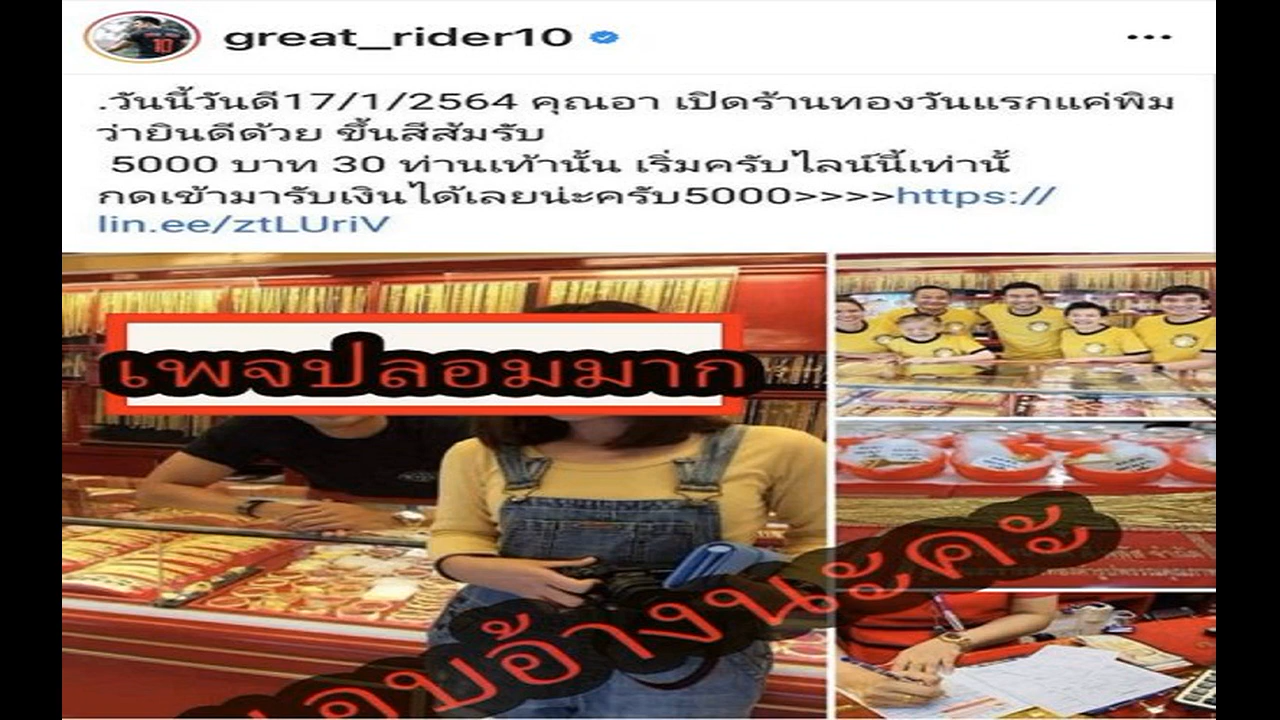 great_rider10
.วันนี้วันดี17/1/2564 คุณอา เปิดร้านทองวันแรกแค่พิม
ว่ายินดีด้วย ขึ้นสีส้มรับ
5000 บาท 30 ท่านเท้านั้น เริ่มครับไลน์นี้เท่านั้
กดเข้ามารับเงินได้เลยน่ะครับ5000>>>>https://
lin.ee/ztLUriV
เพจปลอมมาก
แอบอ้างนะคะ
10